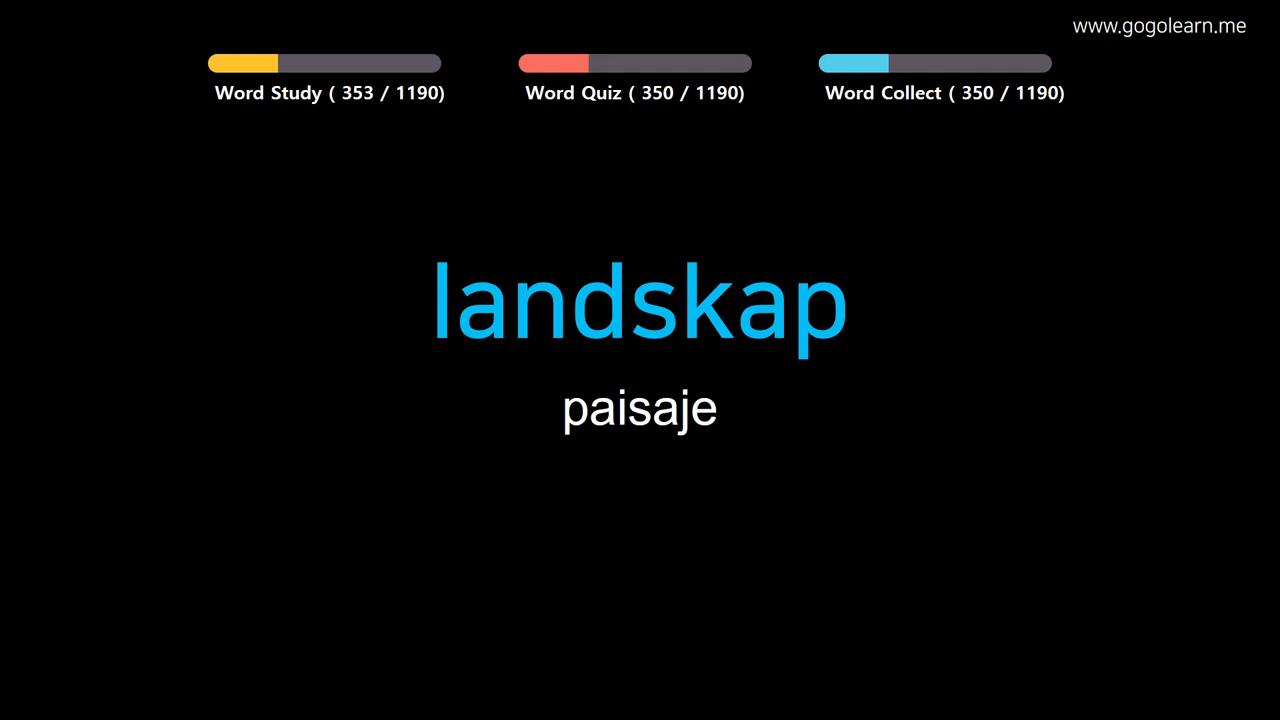 www.gogolearn.me
Word Study ( 353 / 1190)
Word Quiz ( 350 / 1190)
Word Collect ( 350 / 1190)
landskap
paisaje